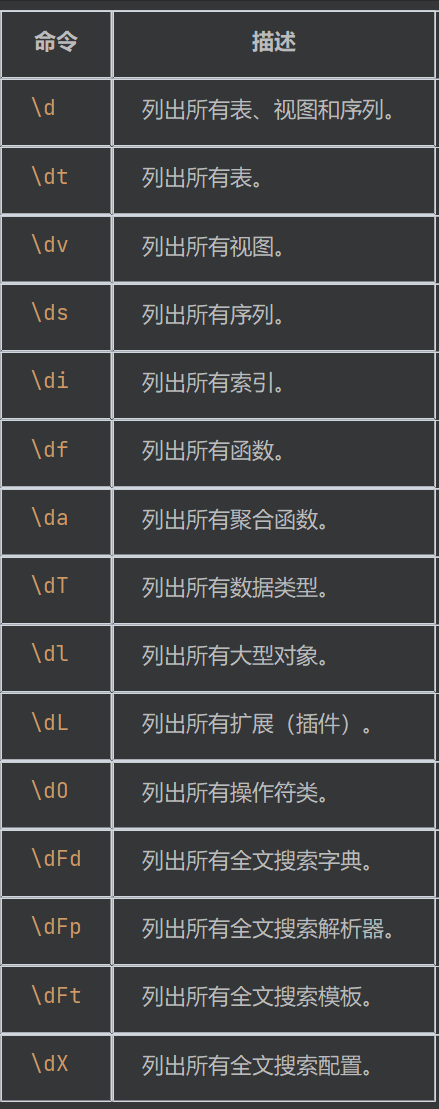 命令 描述
\d 列出所有表、视图和序列。
\dt 列出所有表。
\dv 列出所有视图。
\ds 列出所有序列。
\di 列出所有索引。
\df 列出所有函数。
\da 列出所有聚合函数。
\dT 列出所有数据类型。
\dl 列出所有大型对象。
\dL 列出所有扩展（插件）。
\dO 列出所有操作符类。
\dFd 列出所有全文搜索字典。
\dFp 列出所有全文搜索解析器。
\dFt 列出所有全文搜索模板。
\dX 列出所有全文搜索配置。